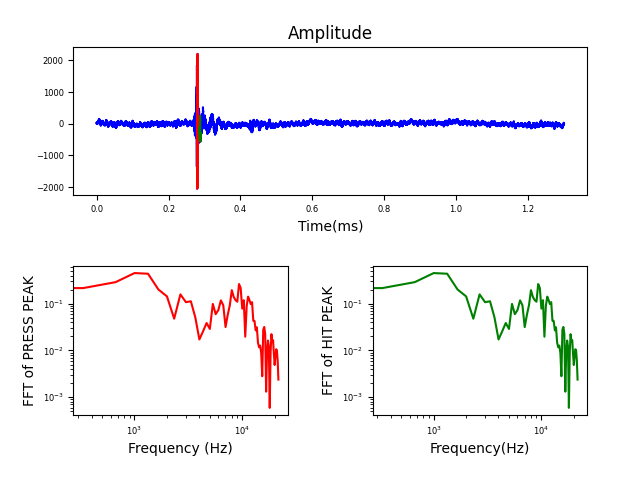 Amplitude
2000
1000
0
−1000
−2000
0.0 0.2 0.4 0.6 0.8 1.0 1.2
Time(ms)
FFT of PRESS PEAK
10⁻¹
10⁻²
10⁻³
10³ 10⁴
Frequency (Hz)
FFT of HIT PEAK
10⁻¹
10⁻²
10⁻³
10³ 10⁴
Frequency(Hz)